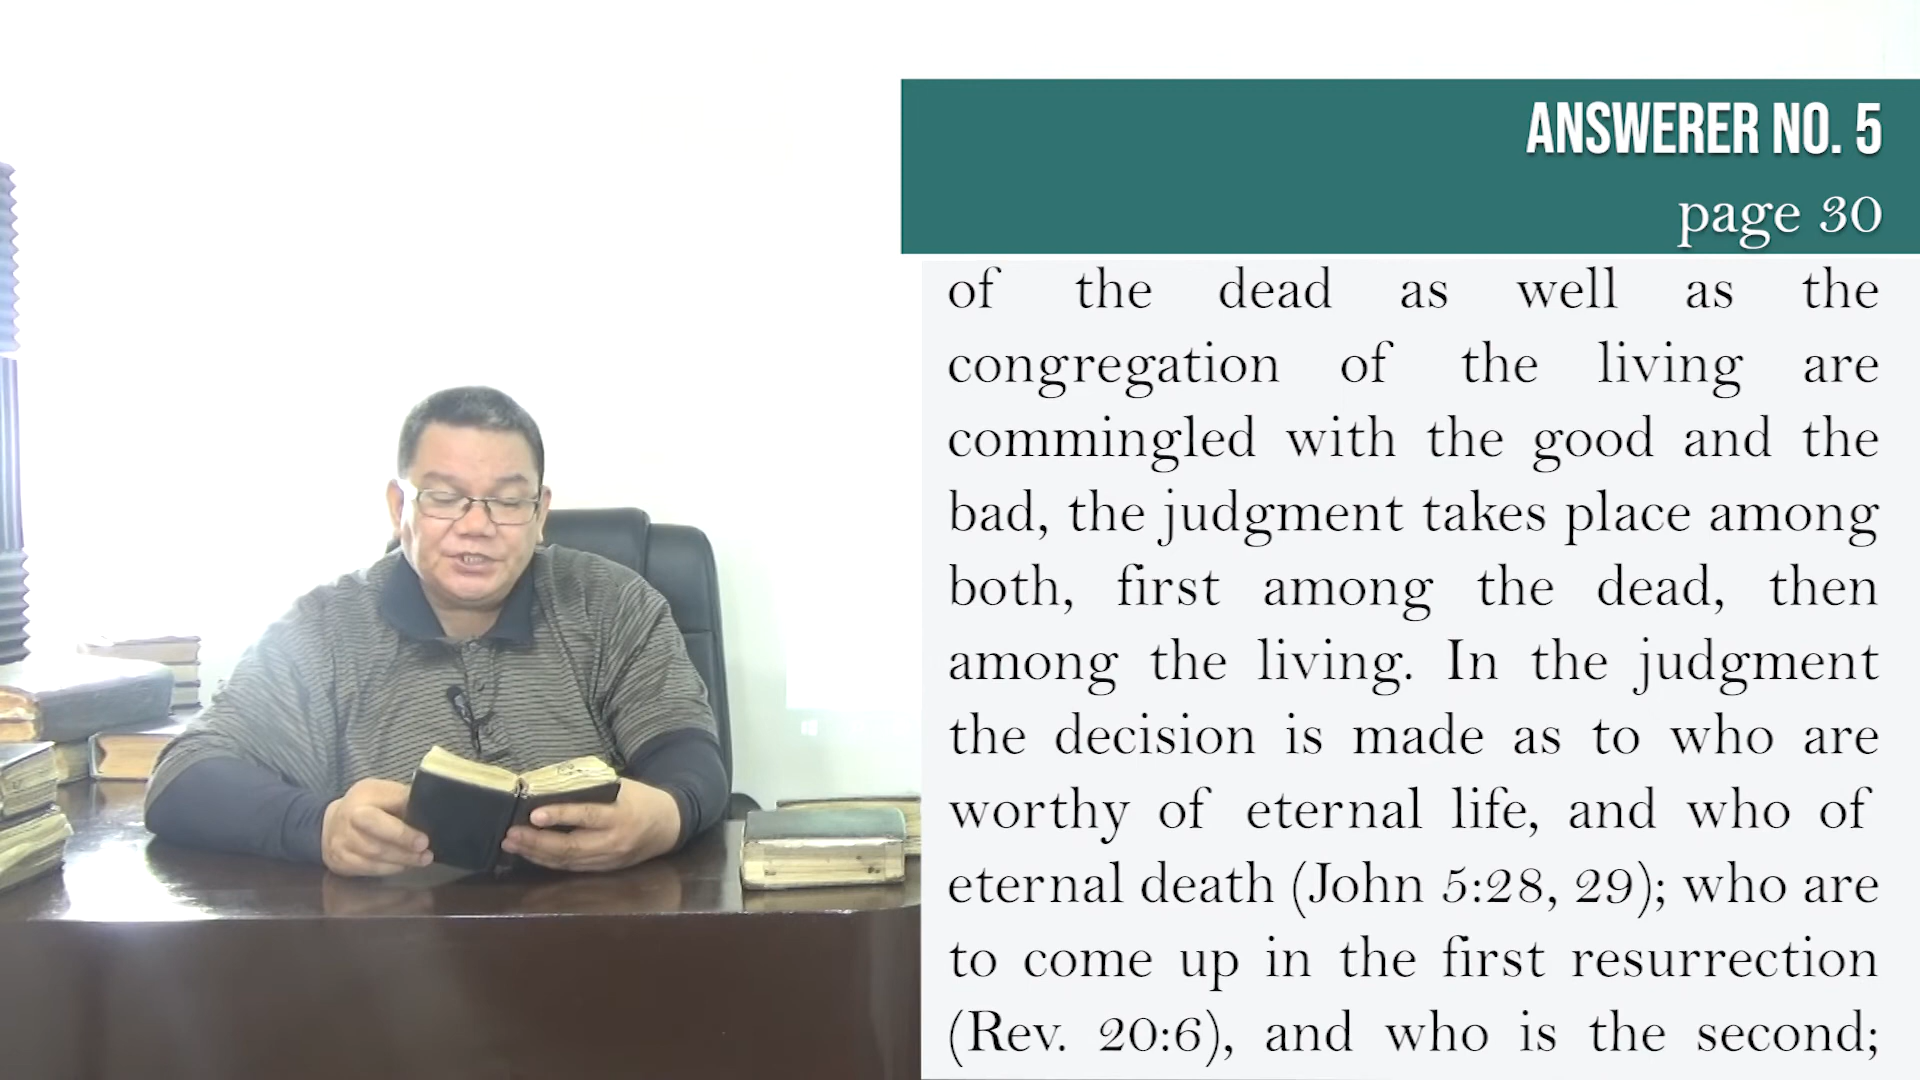 ANSWERER NO. 5
page 30
of the dead as well as the
congregation of the living are
commingled with the good and the
bad, the judgment takes place among
both, first among the dead, then
among the living. In the judgment
the decision is made as to who are
worthy of eternal life, and who of
eternal death (John 5:28, 29); who are
to come up in the first resurrection
(Rev. 20:6), and who is the second;